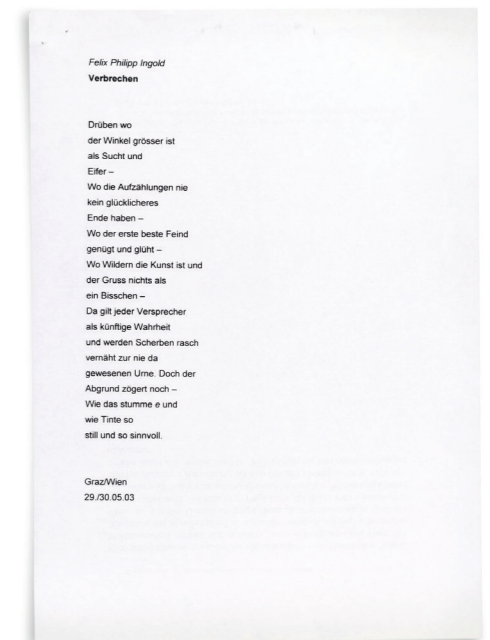 Felix Philipp Ingold
Verbrechen
Drüben wo
der Winkel grösser ist
als Sucht und
Eifer –
Wo die Aufzählungen nie
kein glücklicheres
Ende haben –
Wo der erste beste Feind
genügt und glüht –
Wo Wildern die Kunst ist und
der Gruss nichts als
ein Bisschen –
Da gilt jeder Versprecher
als künftige Wahrheit
und werden Scherben rasch
vernäht zur nie da
gewesenen Urne. Doch der
Abgrund zögert noch –
Wie das stumme e und
wie Tinte so
still und so sinnvoll.
Graz/Wien
29./30.05.03